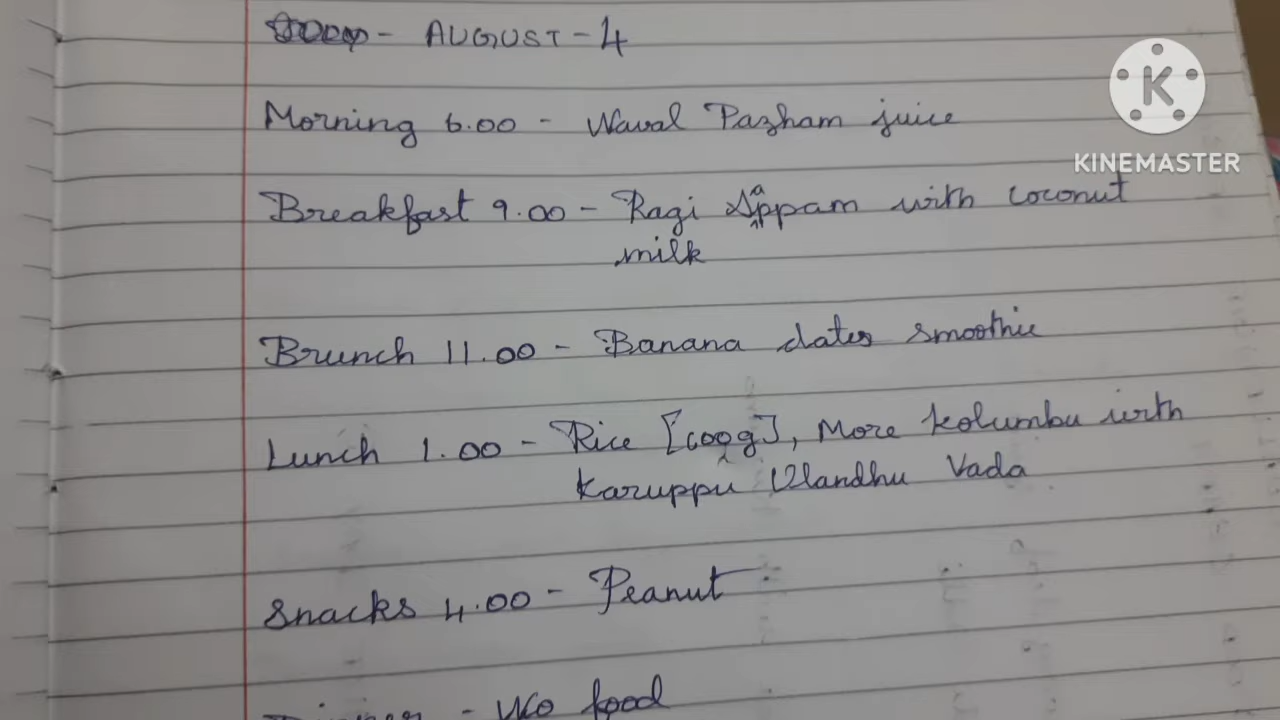 - AUGUST - 4
Morning 6.00 - Naval Pazham juice
Breakfast 9.00 - Ragi Aappam with coconut
milk
Brunch 11.00 - Banana dates smoothie
Lunch 1.00 - Rice [100g], More kolumbu with
Karuppu Ulandhu Vada
Snacks 4.00 - Peanut
Dinner - No food
KINEMASTER